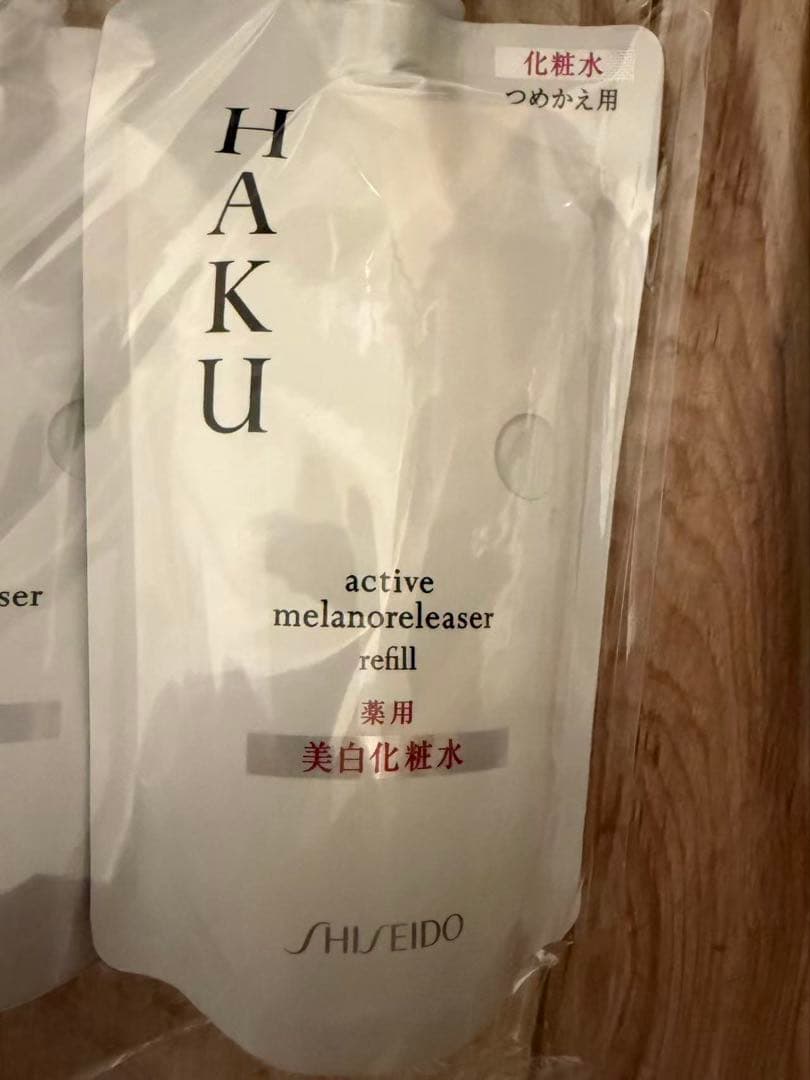 化粧水
つめかえ用
HAKU
active
melanoreleaser
refill
薬用
美白化粧水
SHISEIDO
ser